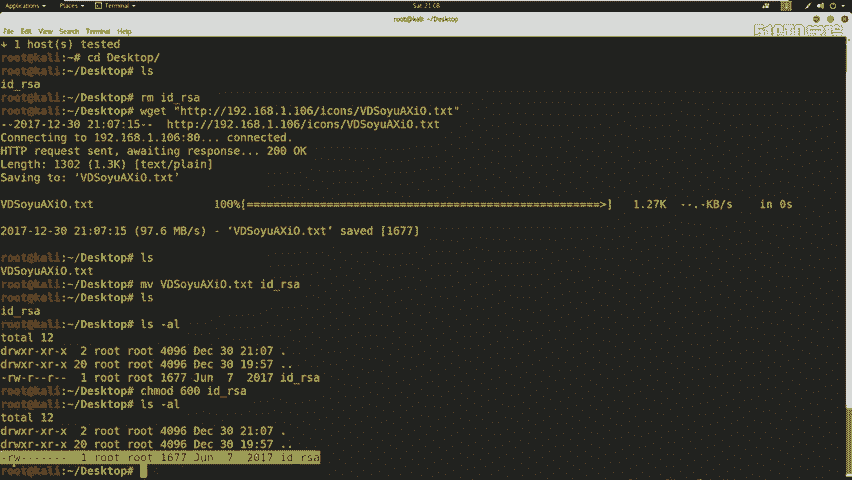 Applications Places Terminal Sat 21:08
root@kali: ~/Desktop
File Edit View Search Terminal Help
↓ 1 host(s) tested
root@kali:~# cd Desktop/
root@kali:~/Desktop# ls
id_rsa
root@kali:~/Desktop# rm id_rsa
root@kali:~/Desktop# wget "http://192.168.1.106/icons/VDSoyuAXiO.txt"
--2017-12-30 21:07:15--  http://192.168.1.106/icons/VDSoyuAXiO.txt
Connecting to 192.168.1.106:80... connected.
HTTP request sent, awaiting response... 200 OK
Length: 1302 (1.3K) [text/plain]
Saving to: ‘VDSoyuAXiO.txt’
VDSoyuAXiO.txt 100%[====================================================>] 1.27K --.-KB/s in 0s
2017-12-30 21:07:15 (97.6 MB/s) - ‘VDSoyuAXiO.txt’ saved [1677]
root@kali:~/Desktop# ls
VDSoyuAXiO.txt
root@kali:~/Desktop# mv VDSoyuAXiO.txt id_rsa
root@kali:~/Desktop# ls
id_rsa
root@kali:~/Desktop# ls -al
total 12
drwxr-xr-x  2 root root 4096 Dec 30 21:07 .
drwxr-xr-x 20 root root 4096 Dec 30 19:57 ..
-rw-r--r--  1 root root 1677 Jun  7  2017 id_rsa
root@kali:~/Desktop# chmod 600 id_rsa
root@kali:~/Desktop# ls -al
total 12
drwxr-xr-x  2 root root 4096 Dec 30 21:07 .
drwxr-xr-x 20 root root 4096 Dec 30 19:57 ..
-rw-------  1 root root 1677 Jun  7  2017 id_rsa
root@kali:~/Desktop#